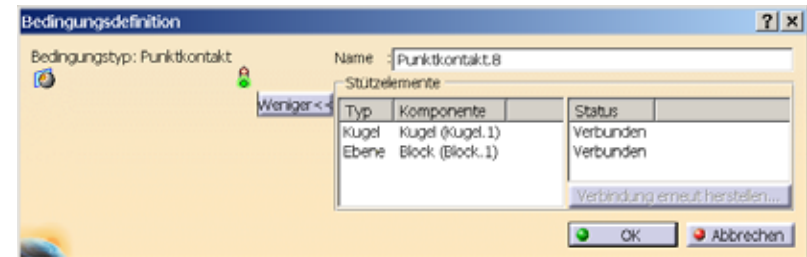 Bedingungsdefinition
Bedingungstyp: Punktkontakt
Name : Punktkontakt.8
Stützelemente
Weniger<<
Typ Komponente Status
Kugel Kugel (Kugel.1) Verbunden
Ebene Block (Block.1) Verbunden
Verbindung erneut herstellen...
OK Abbrechen